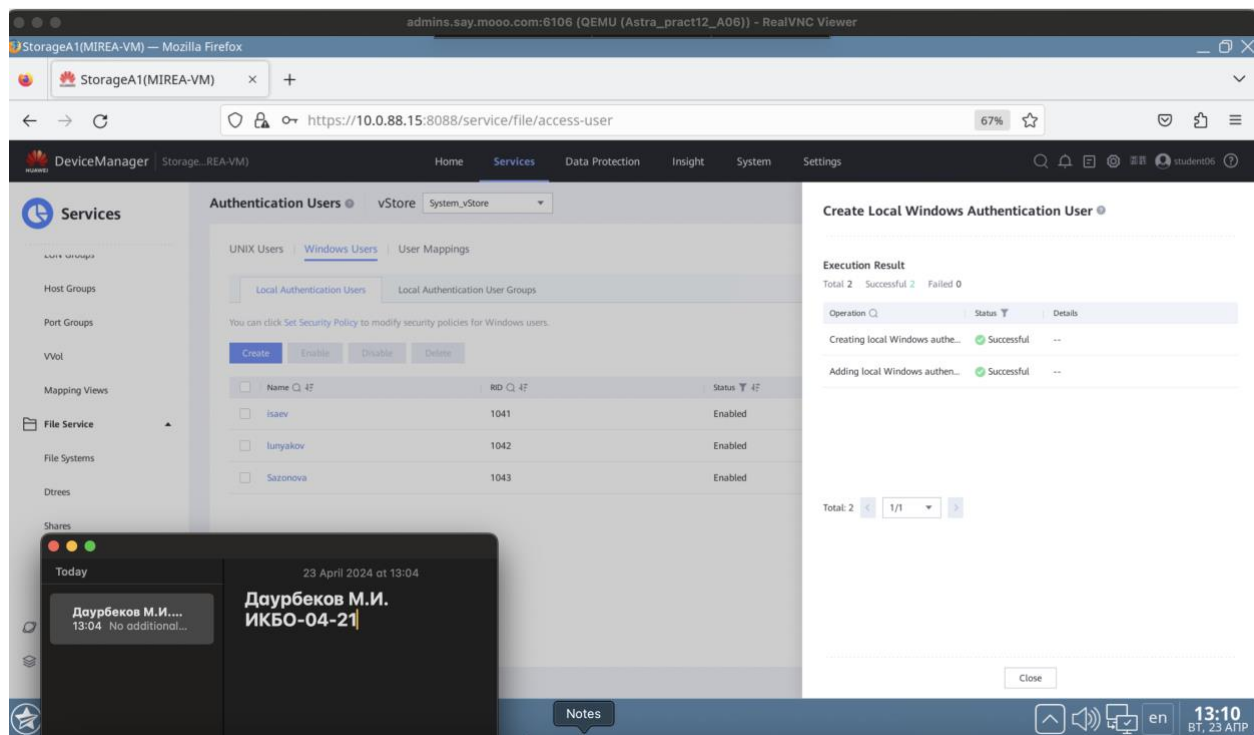 admins.say.mooo.com:6106 (QEMU (Astra_pract12_A06)) - RealVNC Viewer
StorageA1(MIREA-VM) — Mozilla Firefox
StorageA1(MIREA-VM)
https://10.0.88.15:8088/service/file/access-user
67%
HUAWEI DeviceManager Storage...REA-VM) Home Services Data Protection Insight System Settings student06
Services
LUN Groups
Host Groups
Port Groups
VVol
Mapping Views
File Service
File Systems
Dtrees
Shares
Authentication Users vStore System_vStore
UNIX Users Windows Users User Mappings
Local Authentication Users Local Authentication User Groups
You can click Set Security Policy to modify security policies for Windows users.
Create Enable Disable Delete
Name RID Status
isaev 1041 Enabled
lunyakov 1042 Enabled
Sazonova 1043 Enabled
Create Local Windows Authentication User
Execution Result
Total 2 Successful 2 Failed 0
Operation Status Details
Creating local Windows authe... Successful --
Adding local Windows authen... Successful --
Total: 2 1/1
Close
Today
Даурбеков М.И....
13:04 No additional...
23 April 2024 at 13:04
Даурбеков М.И.
ИКБО-04-21
Notes
en
13:10
ВТ, 23 АПР